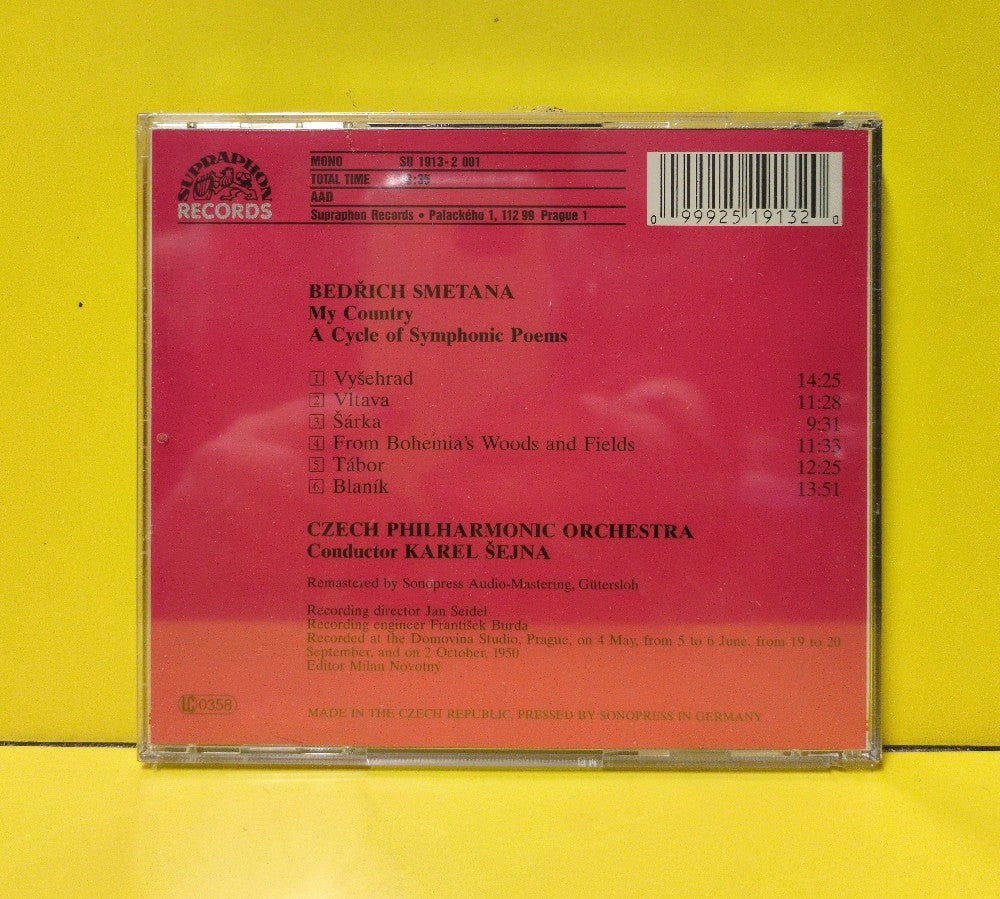 SUPRAPHON
RECORDS
MONO SU 1913-2 001
TOTAL TIME :35
AAD
Supraphon Records • Palackého 1, 112 99 Prague 1
0 99925 19132 0
BEDŘICH SMETANA
My Country
A Cycle of Symphonic Poems
1 Vyšehrad 14:25
2 Vltava 11:28
3 Šárka 9:31
4 From Bohemia's Woods and Fields 11:33
5 Tábor 12:25
6 Blaník 13:51
CZECH PHILHARMONIC ORCHESTRA
Conductor KAREL ŠEJNA
Remastered by Sonopress Audio-Mastering, Gütersloh
Recording director Jan Seidel
Recording engineer František Burda
Recorded at the Domovina Studio, Prague, on 4 May, from 5 to 6 June, from 19 to 20
September, and on 2 October, 1950
Editor Milan Novotný
LC 0358
MADE IN THE CZECH REPUBLIC. PRESSED BY SONOPRESS IN GERMANY